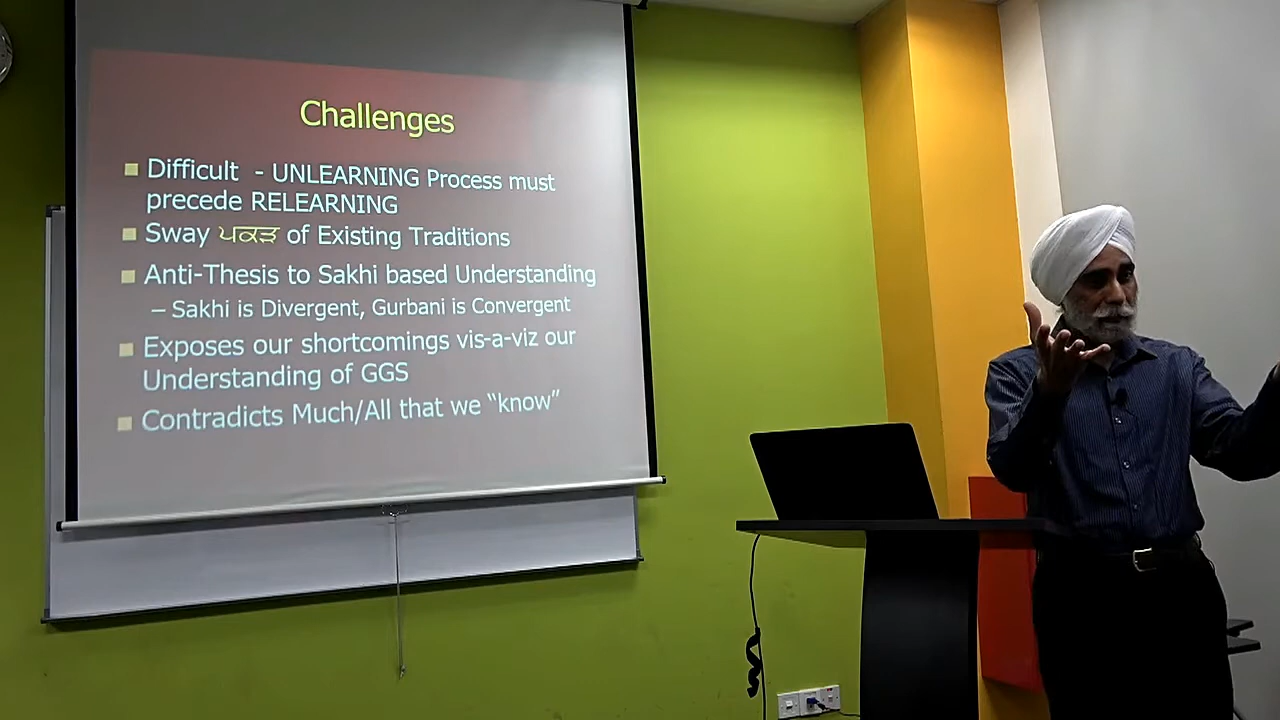 Challenges
Difficult - UNLEARNING Process must
precede RELEARNING
Sway ਪਕੜ of Existing Traditions
Anti-Thesis to Sakhi based Understanding
– Sakhi is Divergent, Gurbani is Convergent
Exposes our shortcomings vis-a-viz our
Understanding of GGS
Contradicts Much/All that we “know”